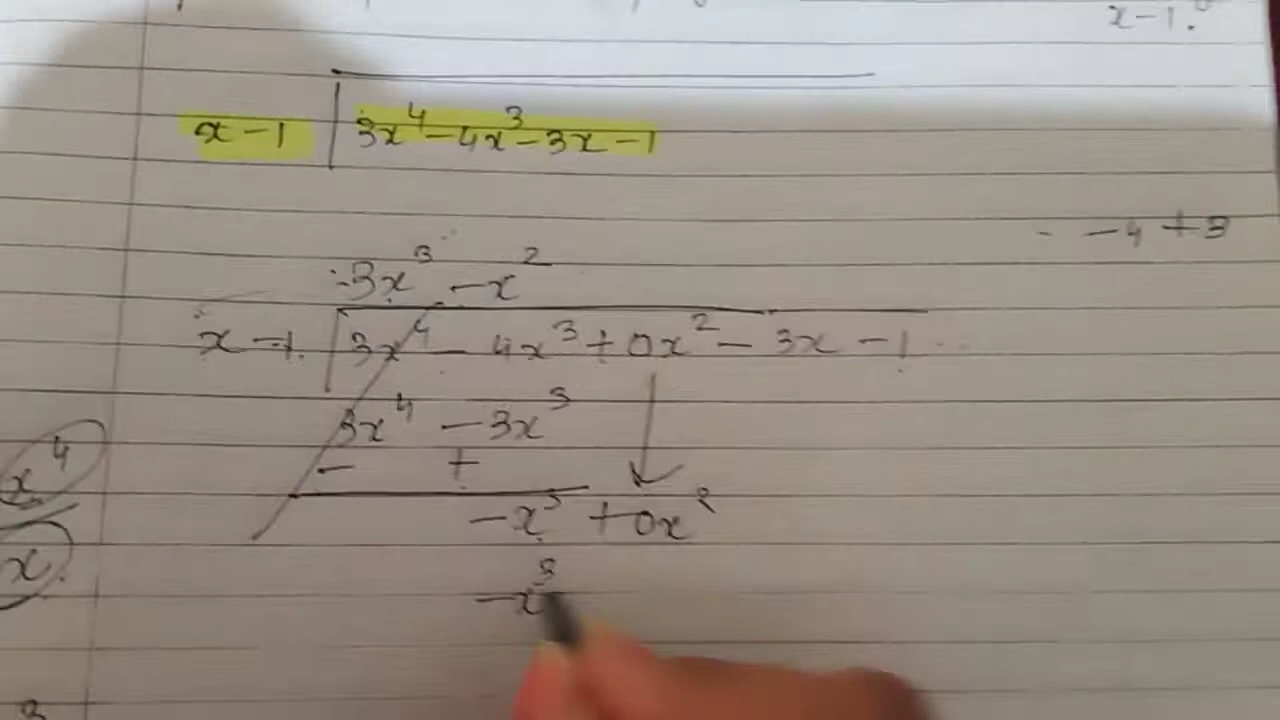 x-1.
x-1 | 3x⁴-4x³-3x-1
- -4+3
3x³ -x²
x-1 | 3x⁴ - 4x³+0x²- 3x -1
3x⁴ -3x³
- +
x⁴
-x³ +0x²
x
-x³